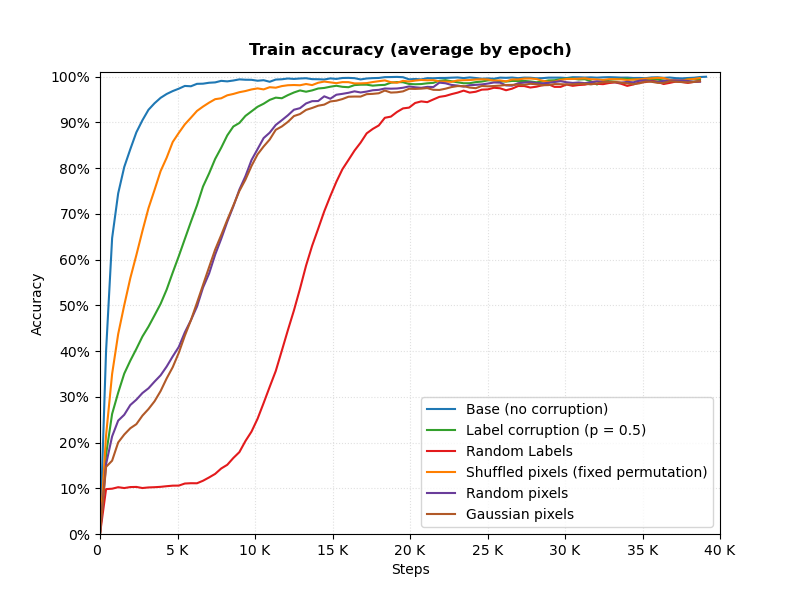 Train accuracy (average by epoch)
100%
90%
80%
70%
60%
50%
40%
30%
20%
10%
0%
Accuracy
Base (no corruption)
Label corruption (p = 0.5)
Random Labels
Shuffled pixels (fixed permutation)
Random pixels
Gaussian pixels
0 5 K 10 K 15 K 20 K 25 K 30 K 35 K 40 K
Steps